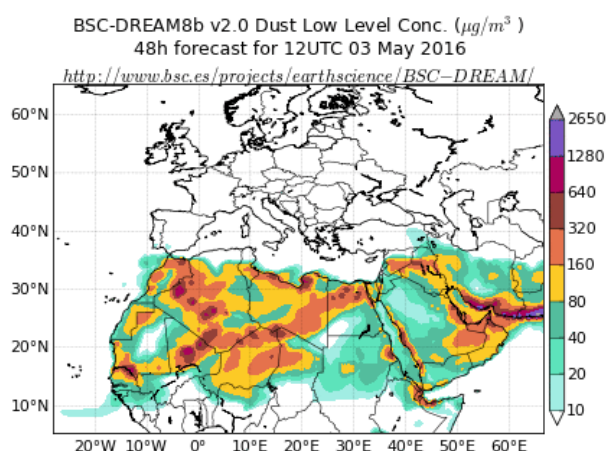 BSC-DREAM8b v2.0 Dust Low Level Conc. (μg/m³ )
48h forecast for 12UTC 03 May 2016
http://www.bsc.es/projects/earthscience/BSC−DREAM/
60°N
50°N
40°N
30°N
20°N
10°N
20°W 10°W 0° 10°E 20°E 30°E 40°E 50°E 60°E
2650
1280
640
320
160
80
40
20
10